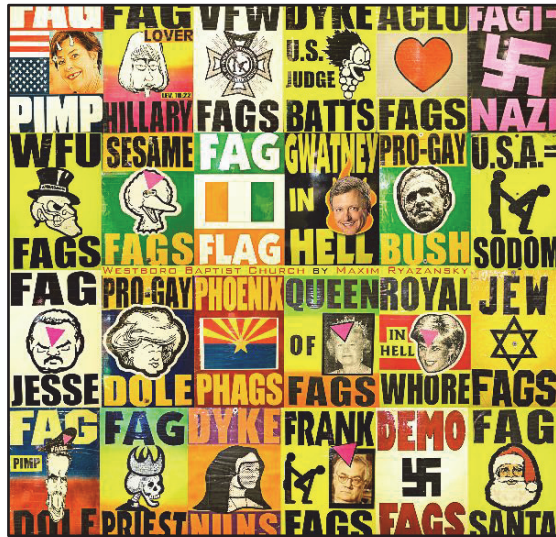 FAG
PIMP
FAG
LOVER
LEV. 18:22
HILLARY
VFW
FAGS
DYKE
U.S.
JUDGE
BATTS
ACLU
FAGS
FAGI-
NAZI
WFU
FAGS
SESAME
FAGS
FAG
FLAG
GWATNEY
IN
HELL
PRO-GAY
BUSH
U.S.A.=
SODOM
Westboro Baptist Church by Maxim Ryazansky
FAG
JESSE
PRO-GAY
DOLE
PHOENIX
PHAGS
QUEEN
OF
FAGS
ROYAL
IN
HELL
WHORE
JEW
FAGS
FAG
PIMP
DOLE
FAG
PRIEST
DYKE
NUNS
FRANK
FAGS
DEMO
FAGS
FAG
SANTA